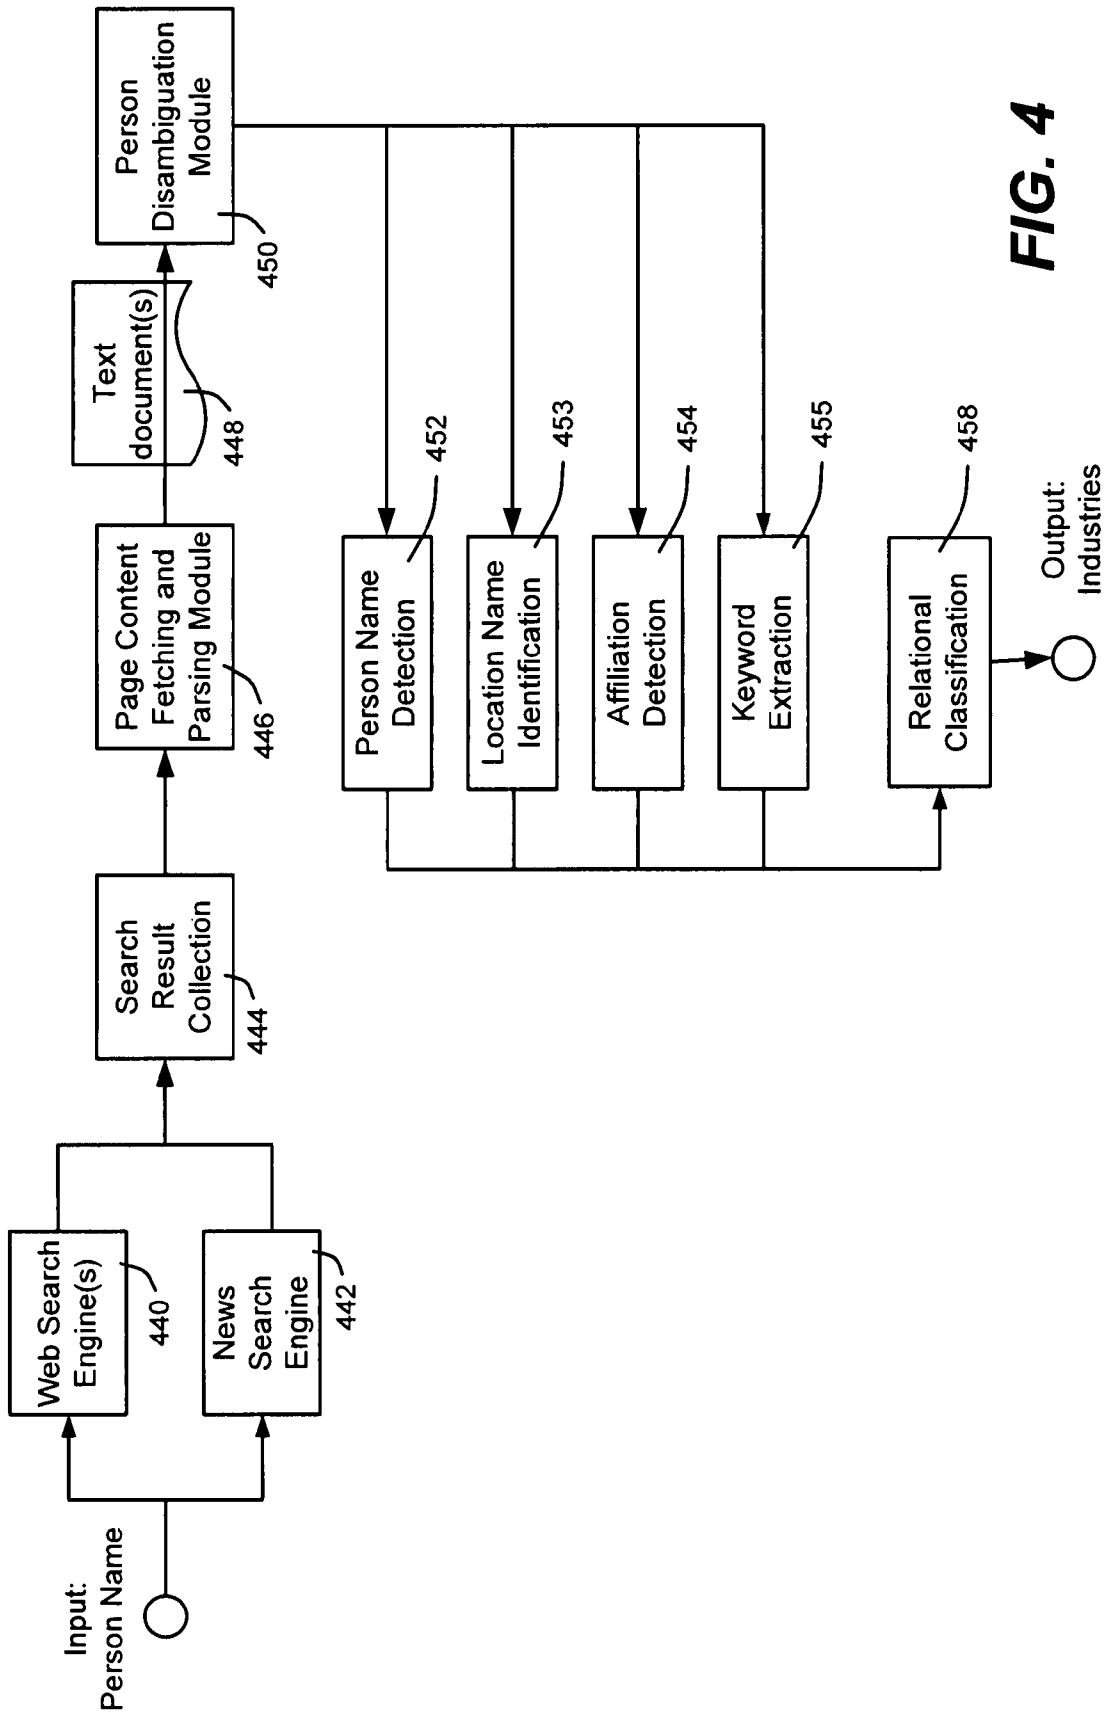 Input:
Person Name
Web Search
Engine(s)
440
News
Search
Engine
442
Search
Result
Collection
444
Page Content
Fetching and
Parsing Module
446
Text
document(s)
448
Person
Disambiguation
Module
450
Person Name
Detection
452
Location Name
Identification
453
Affiliation
Detection
454
Keyword
Extraction
455
Relational
Classification
458
Output:
Industries
FIG. 4